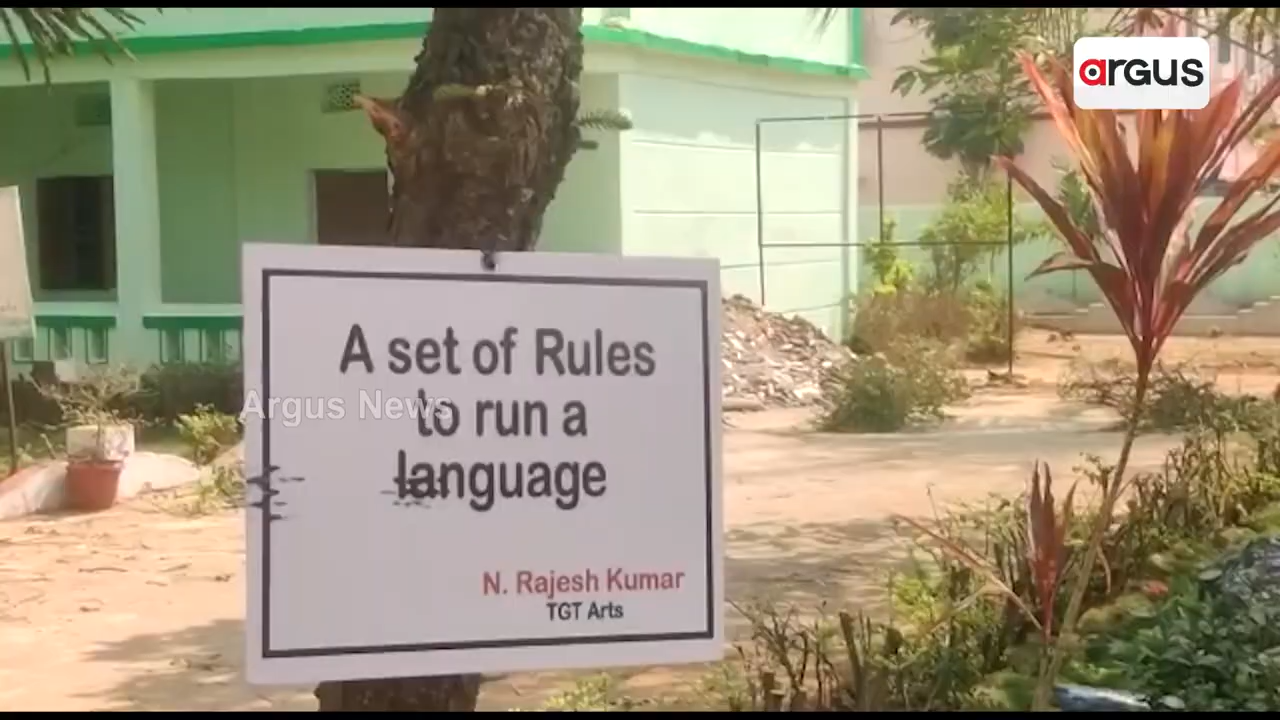 argus
A set of Rules
to run a
language
Argus News
N. Rajesh Kumar
TGT Arts